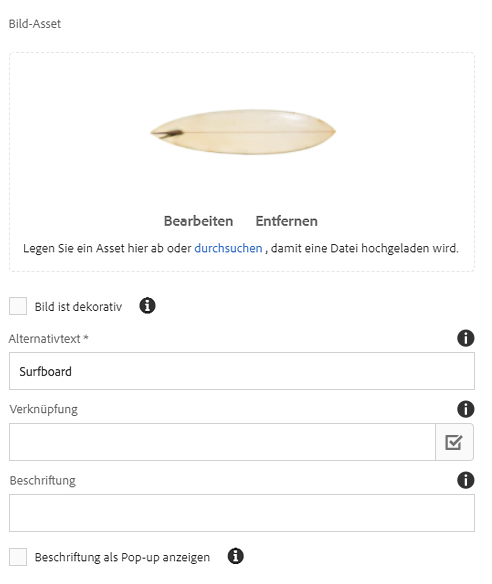 Bild-Asset
Bearbeiten Entfernen
Legen Sie ein Asset hier ab oder durchsuchen , damit eine Datei hochgeladen wird.
Bild ist dekorativ
Alternativtext *
Surfboard
Verknüpfung
Beschriftung
Beschriftung als Pop-up anzeigen